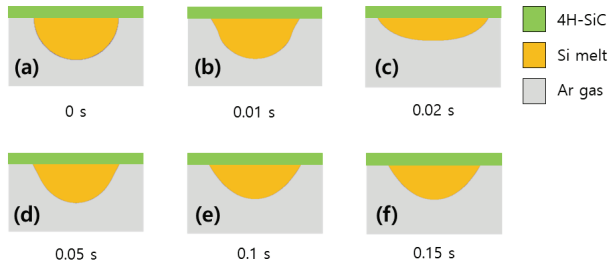 4H-SiC
Si melt
Ar gas
(a)
(b)
(c)
0 s
0.01 s
0.02 s
(d)
(e)
(f)
0.05 s
0.1 s
0.15 s